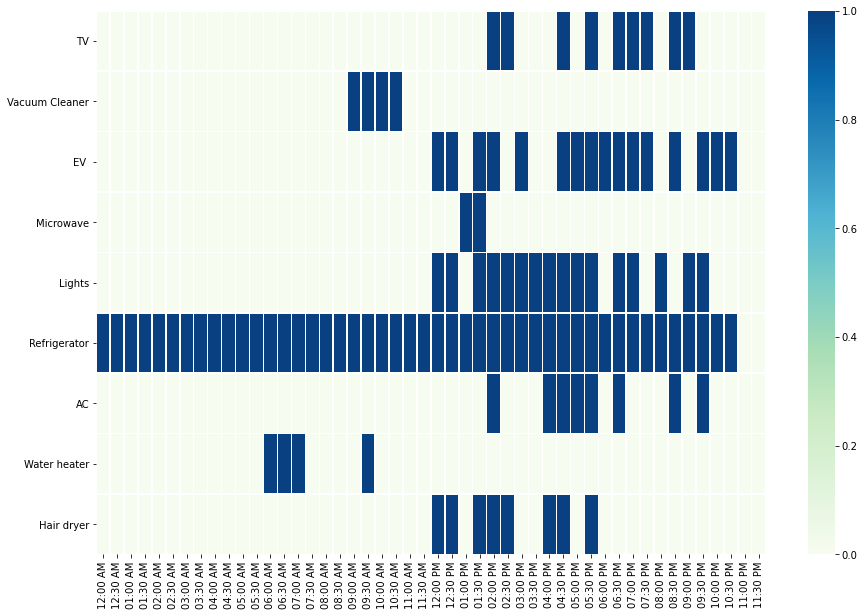 TV
Vacuum Cleaner
EV
Microwave
Lights
Refrigerator
AC
Water heater
Hair dryer
12:00 AM
12:30 AM
01:00 AM
01:30 AM
02:00 AM
02:30 AM
03:00 AM
03:30 AM
04:00 AM
04:30 AM
05:00 AM
05:30 AM
06:00 AM
06:30 AM
07:00 AM
07:30 AM
08:00 AM
08:30 AM
09:00 AM
09:30 AM
10:00 AM
10:30 AM
11:00 AM
11:30 AM
12:00 PM
12:30 PM
01:00 PM
01:30 PM
02:00 PM
02:30 PM
03:00 PM
03:30 PM
04:00 PM
04:30 PM
05:00 PM
05:30 PM
06:00 PM
06:30 PM
07:00 PM
07:30 PM
08:00 PM
08:30 PM
09:00 PM
09:30 PM
10:00 PM
10:30 PM
11:00 PM
11:30 PM
1.0
0.8
0.6
0.4
0.2
0.0